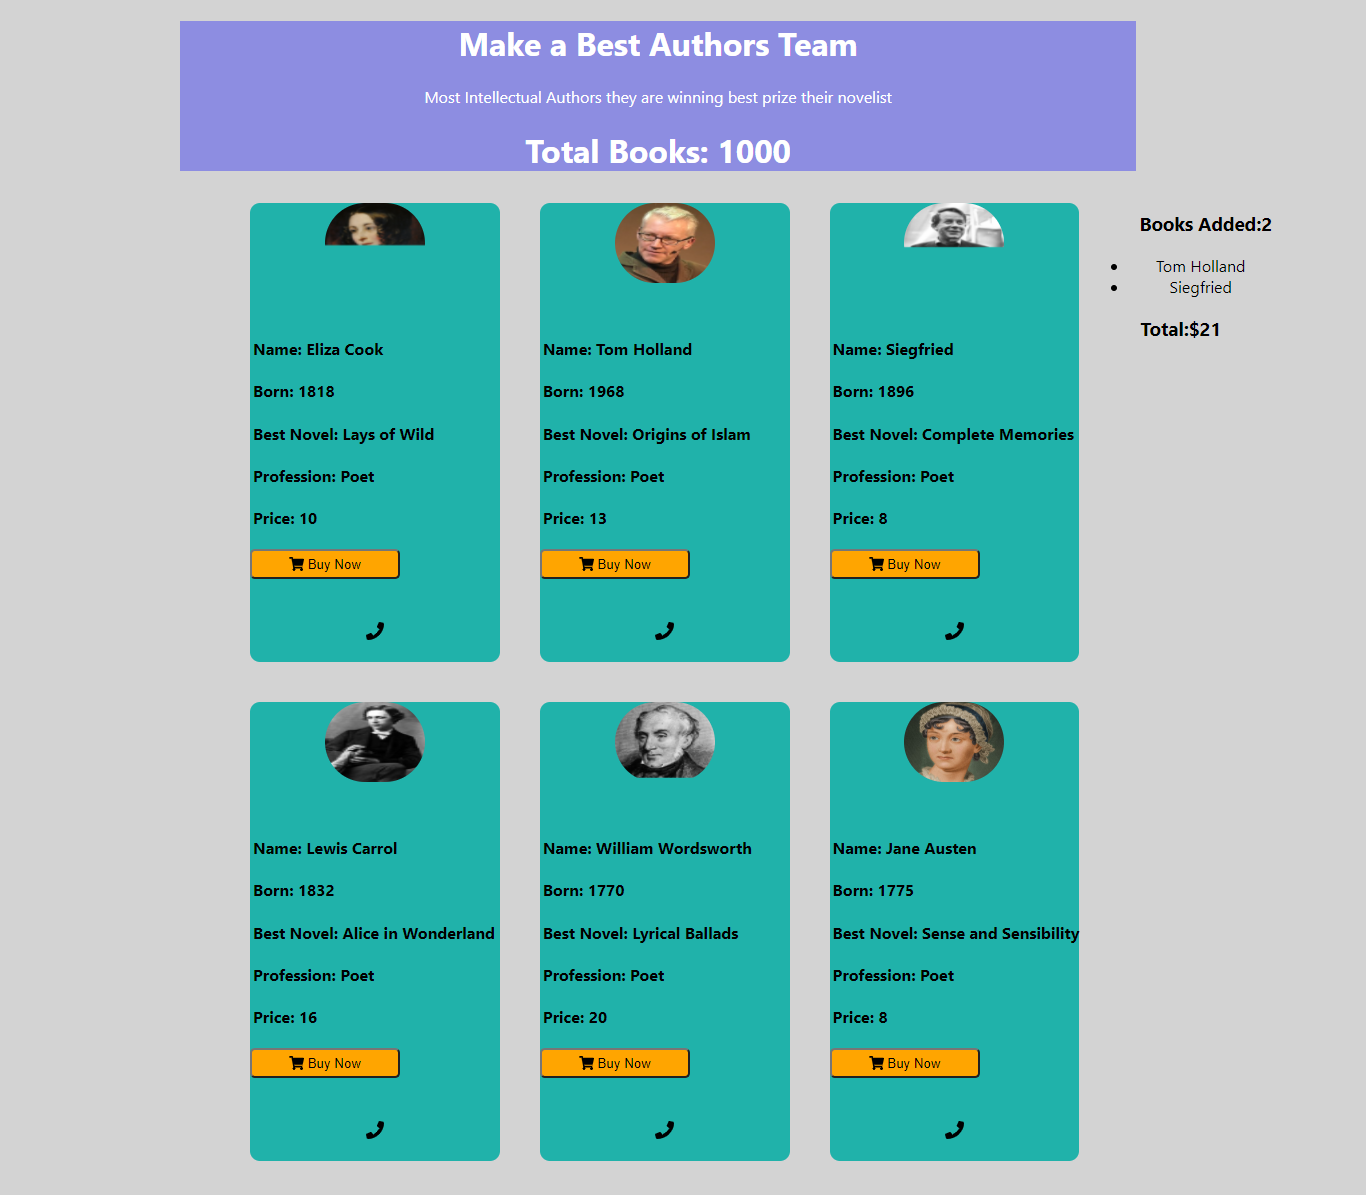 Make a Best Authors Team
Most Intellectual Authors they are winning best prize their novelist
Total Books: 1000
Name: Eliza Cook
Born: 1818
Best Novel: Lays of Wild
Profession: Poet
Price: 10
Buy Now
Name: Tom Holland
Born: 1968
Best Novel: Origins of Islam
Profession: Poet
Price: 13
Buy Now
Name: Siegfried
Born: 1896
Best Novel: Complete Memories
Profession: Poet
Price: 8
Buy Now
Books Added:2
Tom Holland
Siegfried
Total:$21
Name: Lewis Carrol
Born: 1832
Best Novel: Alice in Wonderland
Profession: Poet
Price: 16
Buy Now
Name: William Wordsworth
Born: 1770
Best Novel: Lyrical Ballads
Profession: Poet
Price: 20
Buy Now
Name: Jane Austen
Born: 1775
Best Novel: Sense and Sensibility
Profession: Poet
Price: 8
Buy Now